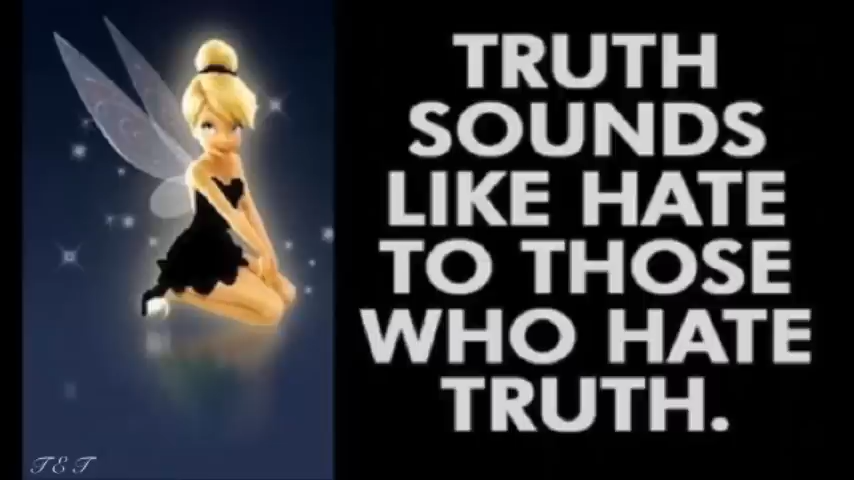 TRUTH
SOUNDS
LIKE HATE
TO THOSE
WHO HATE
TRUTH.
T&T